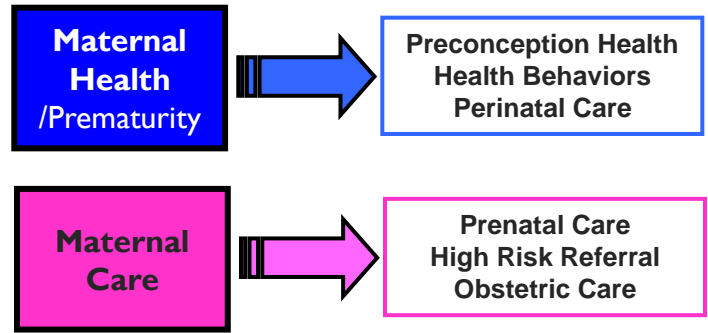 Maternal
Health
/Prematurity
Preconception Health
Health Behaviors
Perinatal Care
Maternal
Care
Prenatal Care
High Risk Referral
Obstetric Care